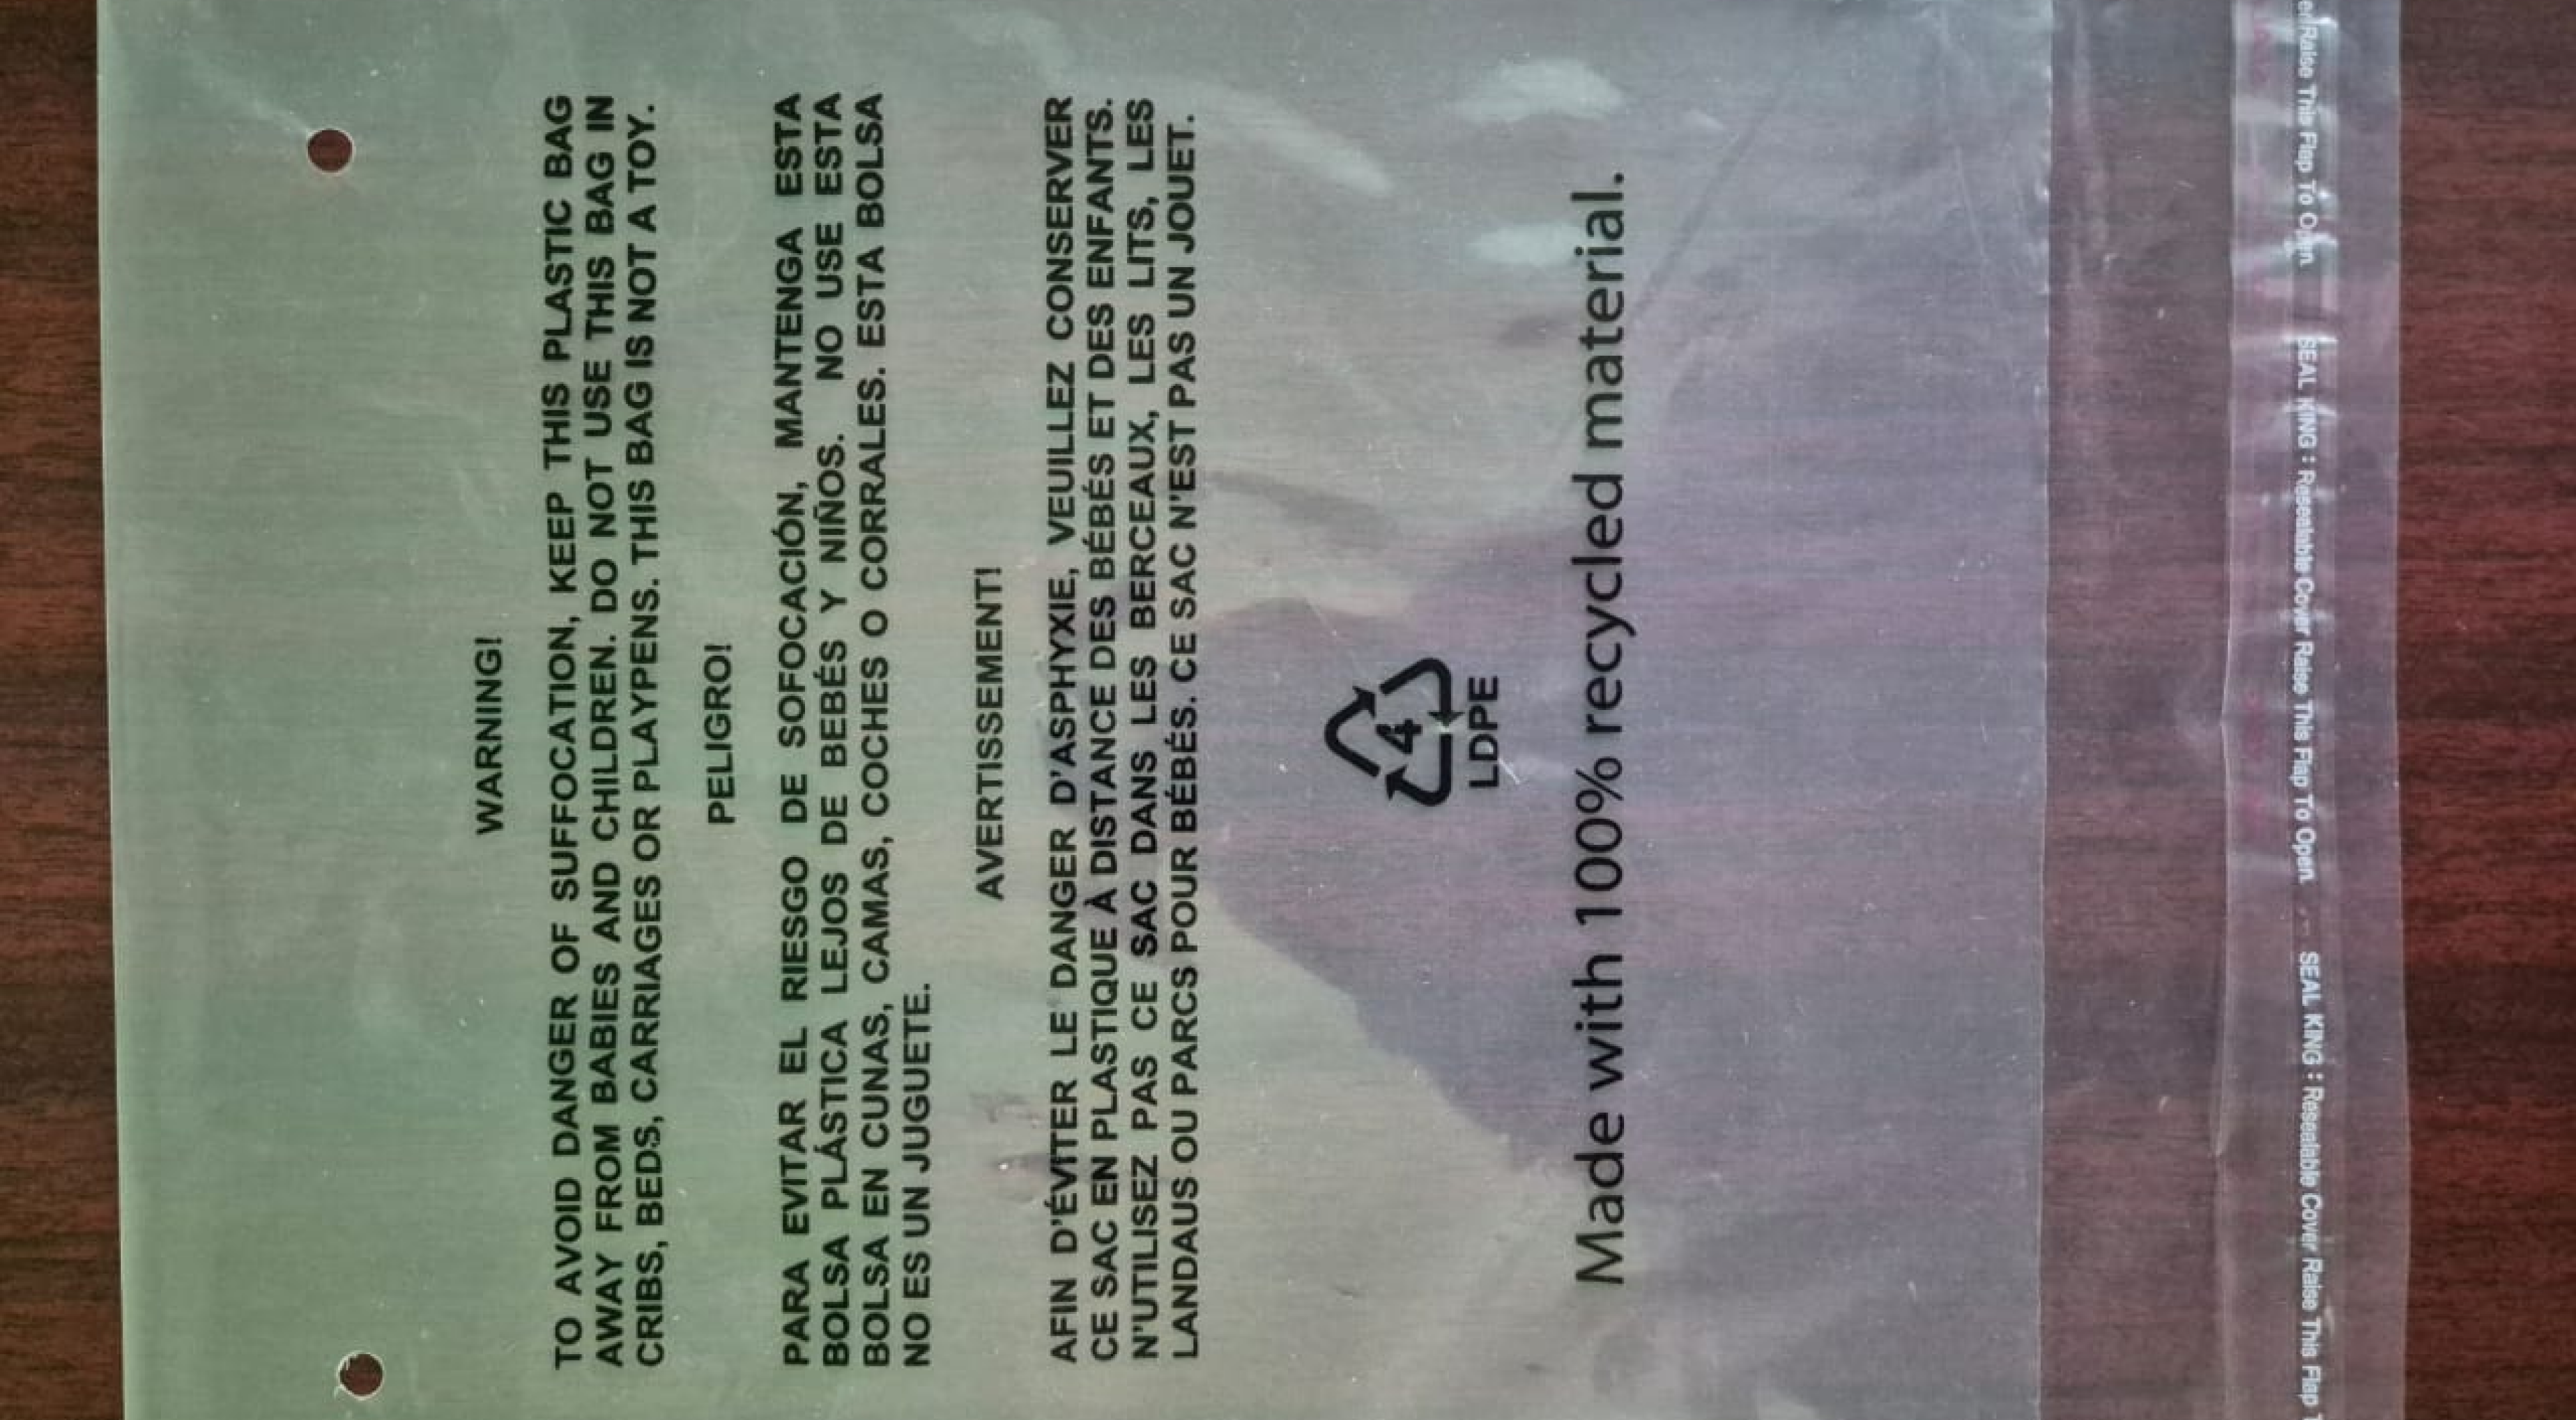 WARNING!
TO AVOID DANGER OF SUFFOCATION, KEEP THIS PLASTIC BAG
AWAY FROM BABIES AND CHILDREN. DO NOT USE THIS BAG IN
CRIBS, BEDS, CARRIAGES OR PLAYPENS. THIS BAG IS NOT A TOY.
PELIGRO!
PARA EVITAR EL RIESGO DE SOFOCACIÓN, MANTENGA ESTA
BOLSA PLÁSTICA LEJOS DE BEBÉS Y NIÑOS. NO USE ESTA
BOLSA EN CUNAS, CAMAS, COCHES O CORRALES. ESTA BOLSA
NO ES UN JUGUETE.
AVERTISSEMENT!
AFIN D'ÉVITER LE DANGER D'ASPHYXIE, VEUILLEZ CONSERVER
CE SAC EN PLASTIQUE À DISTANCE DES BÉBÉS ET DES ENFANTS.
N'UTILISEZ PAS CE SAC DANS LES BERCEAUX, LES LITS, LES
LANDAUS OU PARCS POUR BÉBÉS. CE SAC N'EST PAS UN JOUET.
4
LDPE
Made with 100% recycled material.
Raise This Flap To Open SEAL KING : Resealable Cover Raise This Flap To Open SEAL KING : Resealable Cover Raise This Flap